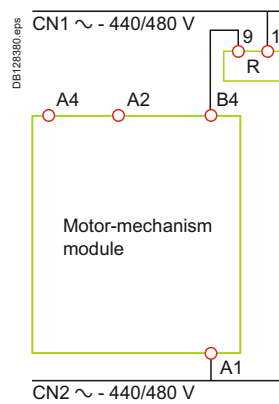 CN1 ~ - 440/480 V
DB128380.eps
9 1
R
A4 A2 B4
Motor-mechanism
module
A1
CN2 ~ - 440/480 V